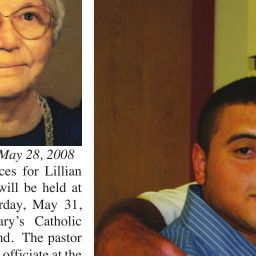 May 28, 2008
ces for Lillian
will be held at
rday, May 31,
ary's Catholic
nd. The pastor
officiate at the